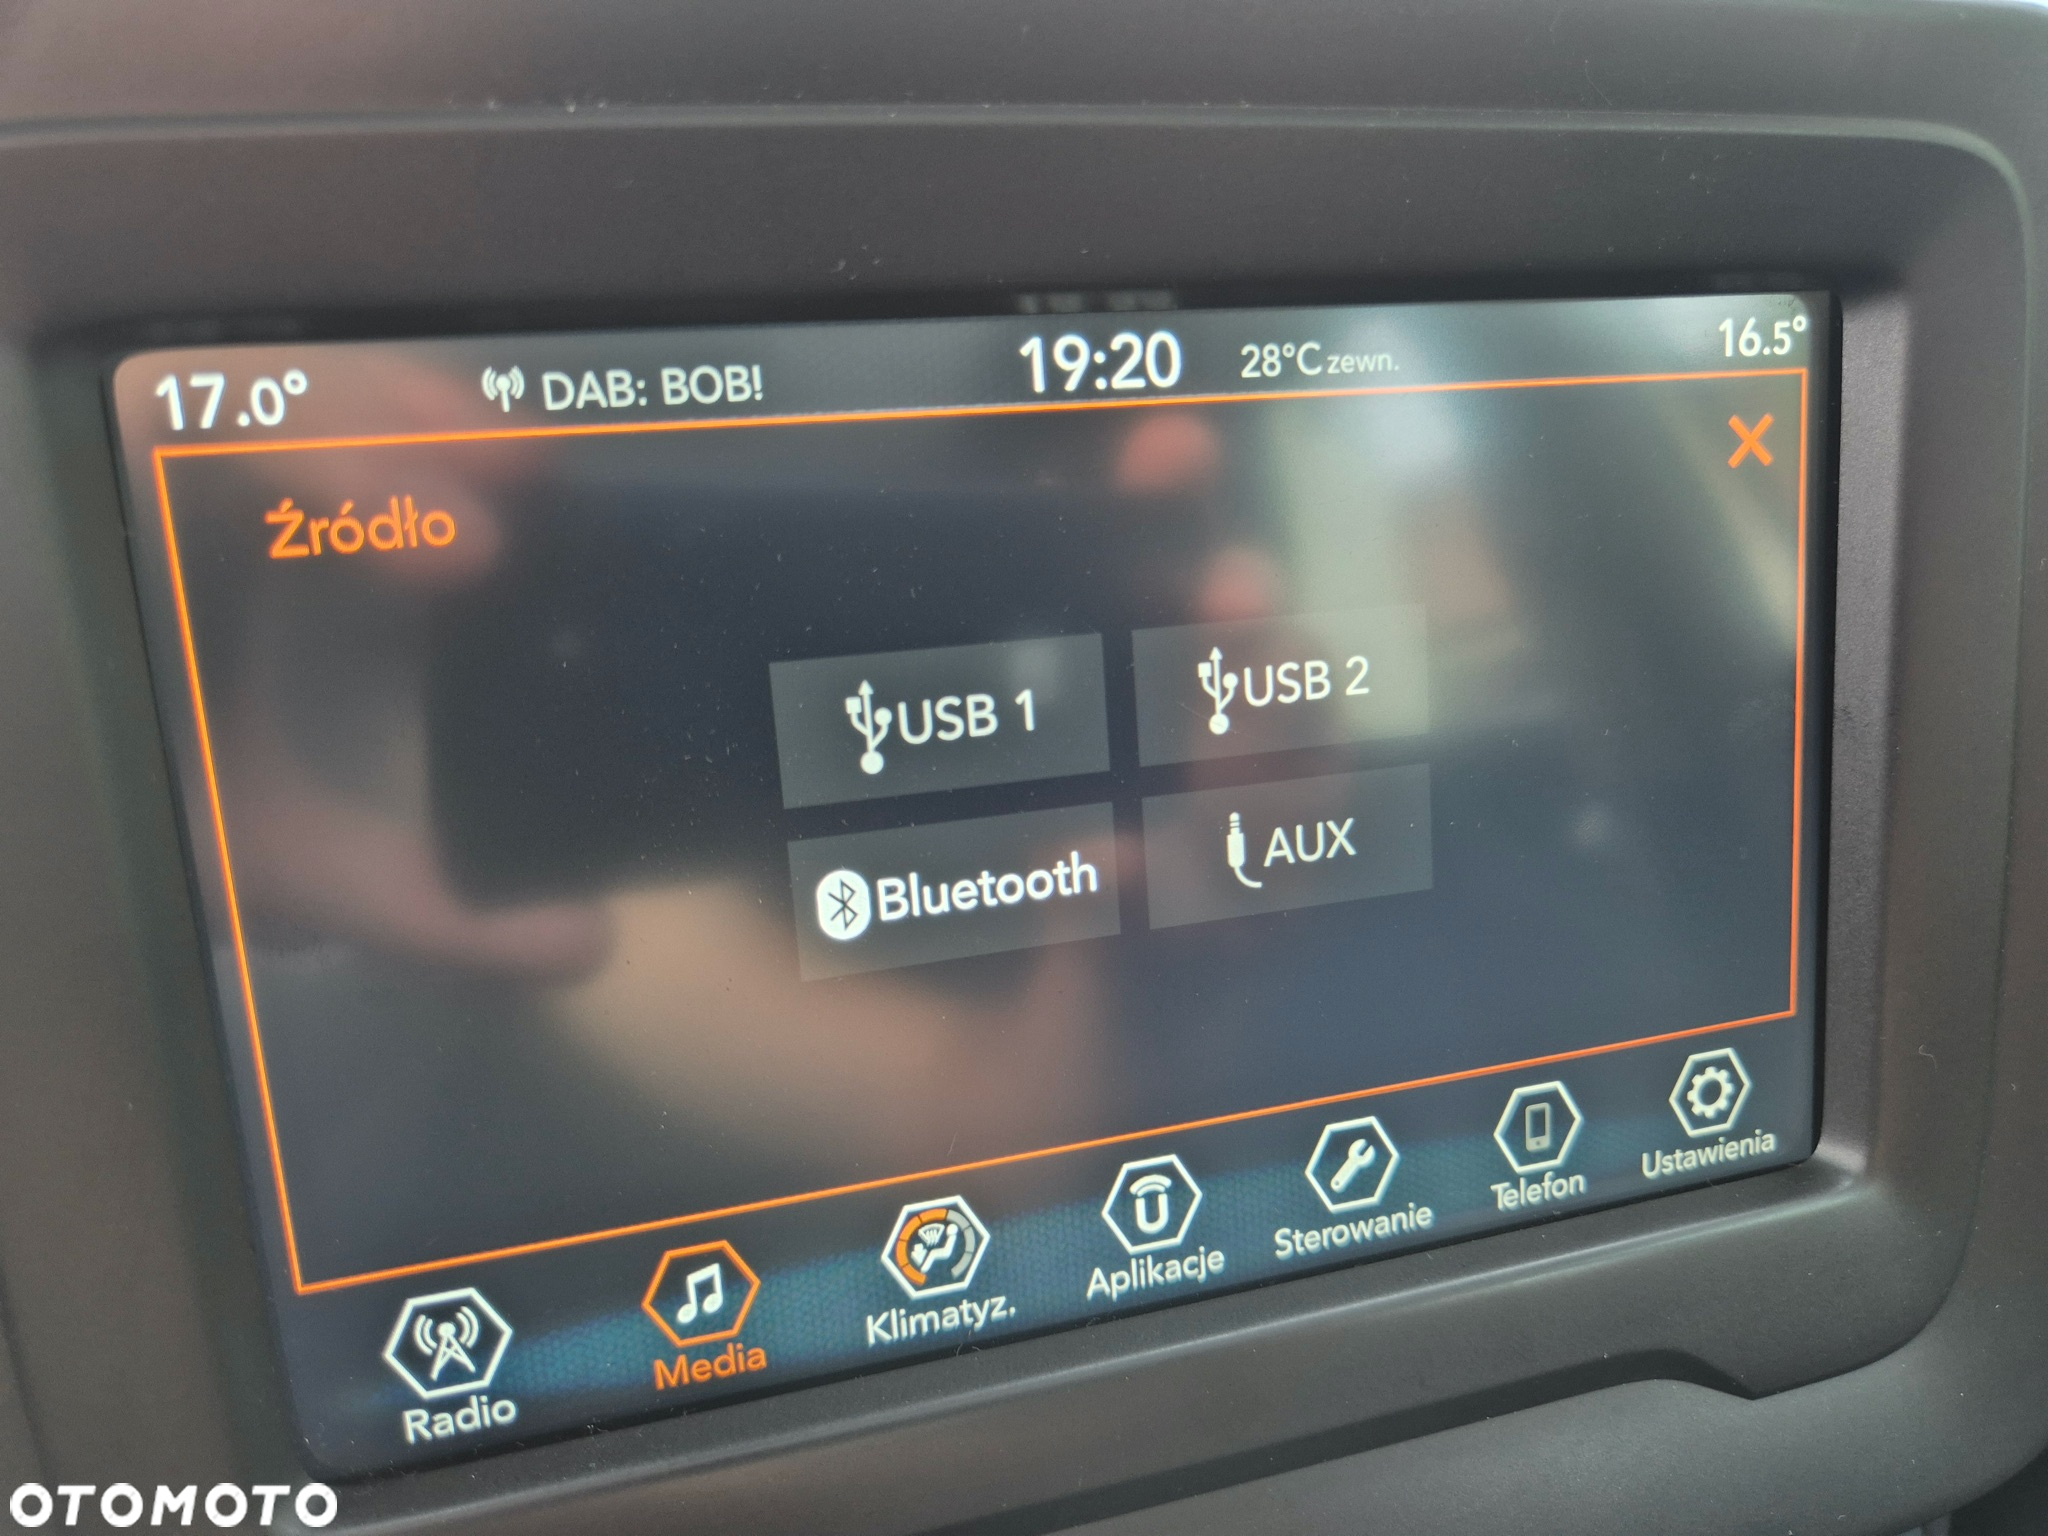 17.0°
DAB: BOB!
19:20
28°C zewn.
16.5°
Źródło
X
USB 1
USB 2
Bluetooth
AUX
Radio
Media
Klimatyz.
Aplikacje
Sterowanie
Telefon
Ustawienia
OTOMOTO